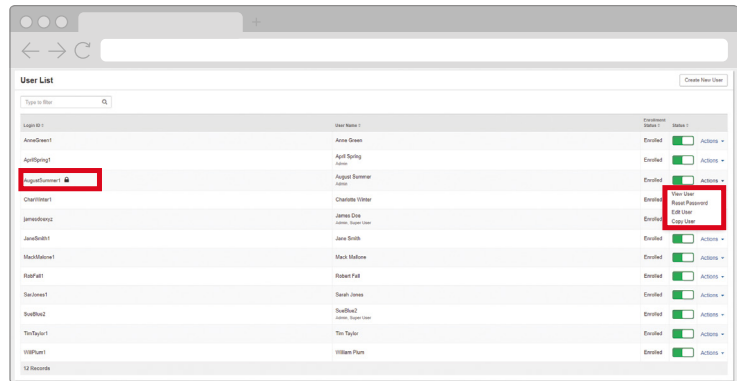 User List
Create New User
Type to filter
Login ID
User Name
Enrollment Status
Status
AnneGreen1 Anne Green Enrolled Actions
AprilSpring1 April Spring Enrolled Actions
Admin
AugustSummer1 August Summer Enrolled Actions
Admin
View User
Reset Password
Edit User
Copy User
CharWinter1 Charlotte Winter Enrolled
jamesdoexyz James Doe Enrolled
Admin, Super User
JaneSmith1 Jane Smith Enrolled Actions
MackMalone1 Mack Mallone Enrolled Actions
RobFall1 Robert Fall Enrolled Actions
SarJones1 Sarah Jones Enrolled Actions
SueBlue2 SueBlue2 Enrolled Actions
Admin, Super User
TimTaylor1 Tim Taylor Enrolled Actions
WillPlum1 William Plum Enrolled Actions
12 Records